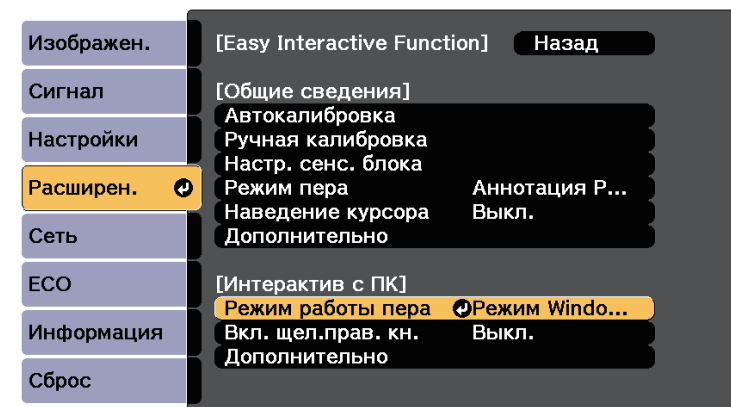 Изображен.
Сигнал
Настройки
Расширен.
Сеть
ECO
Информация
Сброс
[Easy Interactive Function] Назад
[Общие сведения]
Автокалибровка
Ручная калибровка
Настр. сенс. блока
Режим пера Аннотация P...
Наведение курсора Выкл.
Дополнительно
[Интерактив с ПК]
Режим работы пера Режим Windo...
Вкл. щел.прав. кн. Выкл.
Дополнительно